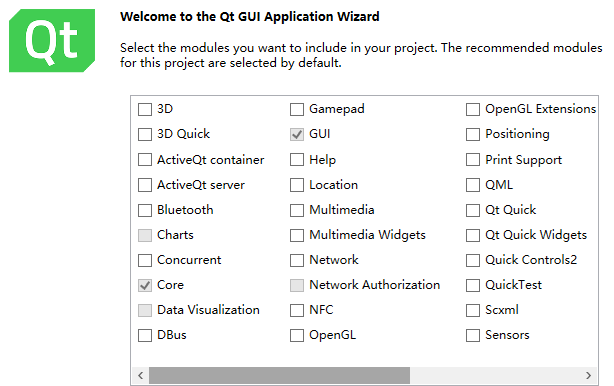 Qt
Welcome to the Qt GUI Application Wizard
Select the modules you want to include in your project. The recommended modules
for this project are selected by default.
3D
Gamepad
OpenGL Extensions
3D Quick
GUI
Positioning
ActiveQt container
Help
Print Support
ActiveQt server
Location
QML
Bluetooth
Multimedia
Qt Quick
Charts
Multimedia Widgets
Qt Quick Widgets
Concurrent
Network
Quick Controls2
Core
Network Authorization
QuickTest
Data Visualization
NFC
Scxml
DBus
OpenGL
Sensors